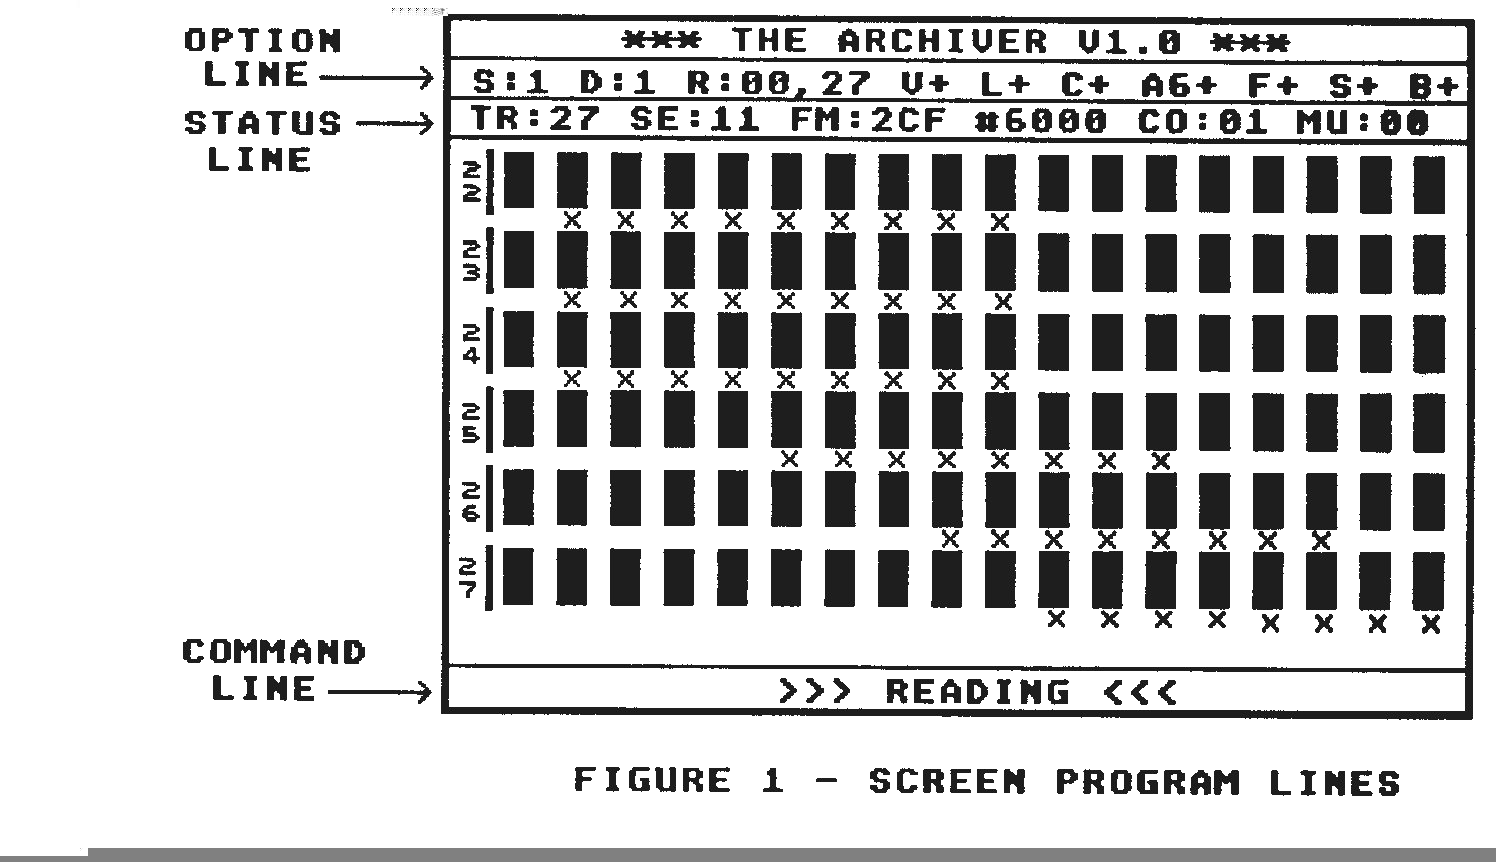 *** THE ARCHIVER V1.0 ***
OPTION
LINE
S:1 D:1 R:00,27 V+ L+ C+ A6+ F+ S+ B+
STATUS
LINE
TR:27 SE:11 FM:2CF #6000 CO:01 MU:00
22
× × × × × × × × ×
23
× × × × × × × × ×
24
× × × × × × × × ×
25
× × × × × × × ×
26
× × × × × × × ×
27
× × × × × × × ×
COMMAND
LINE
>>> READING <<<
FIGURE 1 - SCREEN PROGRAM LINES